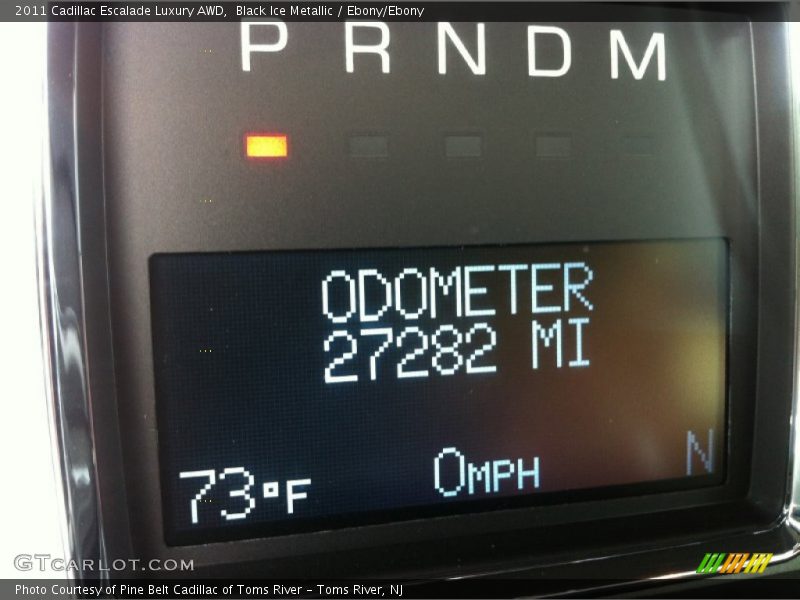 2011 Cadillac Escalade Luxury AWD,  Black Ice Metallic / Ebony/Ebony
P R N D M
ODOMETER
27282 MI
73°F 0MPH N
GTCARLOT.COM
Photo Courtesy of Pine Belt Cadillac of Toms River - Toms River, NJ